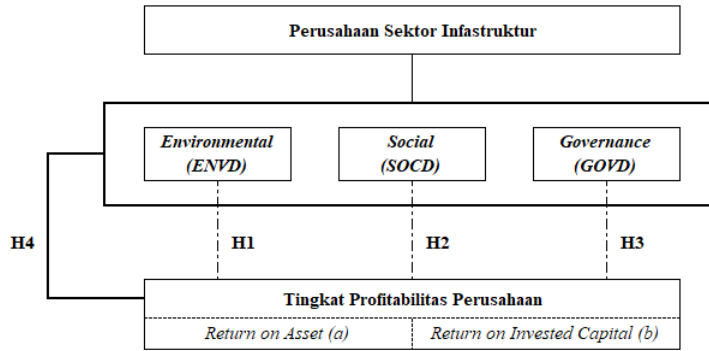 Perusahaan Sektor Infastruktur
Environmental
(ENVD)
Social
(SOCD)
Governance
(GOVD)
H4
H1
H2
H3
Tingkat Profitabilitas Perusahaan
Return on Asset (a)
Return on Invested Capital (b)